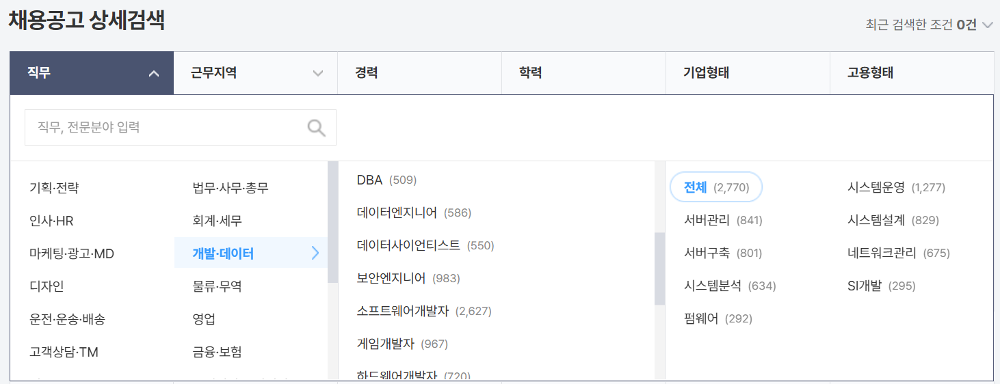 채용공고 상세검색
최근 검색한 조건 0건
직무
근무지역
경력
학력
기업형태
고용형태
직무, 전문분야 입력
기획·전략
법무·사무·총무
인사·HR
회계·세무
마케팅·광고·MD
개발·데이터
디자인
물류·무역
운전·운송·배송
영업
고객상담·TM
금융·보험
DBA (509)
데이터엔지니어 (586)
데이터사이언티스트 (550)
보안엔지니어 (983)
소프트웨어개발자 (2,627)
게임개발자 (967)
하드웨어개발자 (720)
전체 (2,770)
시스템운영 (1,277)
서버관리 (841)
시스템설계 (829)
서버구축 (801)
네트워크관리 (675)
시스템분석 (634)
SI개발 (295)
펌웨어 (292)